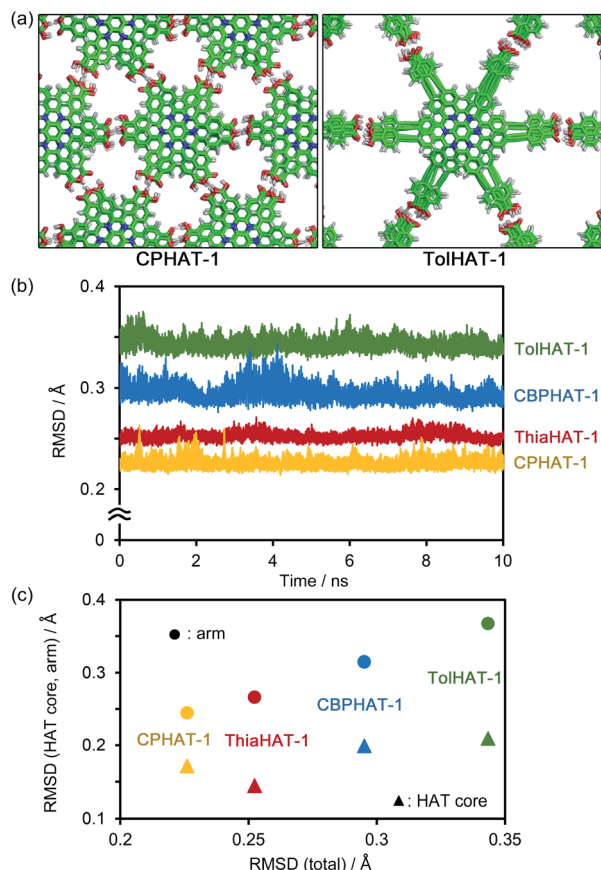 (a)
CPHAT-1
TolHAT-1
(b)
0.4
0.3
0.2
0
RMSD / Å
TolHAT-1
CBPHAT-1
ThiaHAT-1
CPHAT-1
0 2 4 6 8 10
Time / ns
(c)
0.4
0.3
0.2
0.1
RMSD (HAT core, arm) / Å
● : arm
TolHAT-1
CBPHAT-1
CPHAT-1
ThiaHAT-1
▲ : HAT core
0.2 0.25 0.3 0.35
RMSD (total) / Å